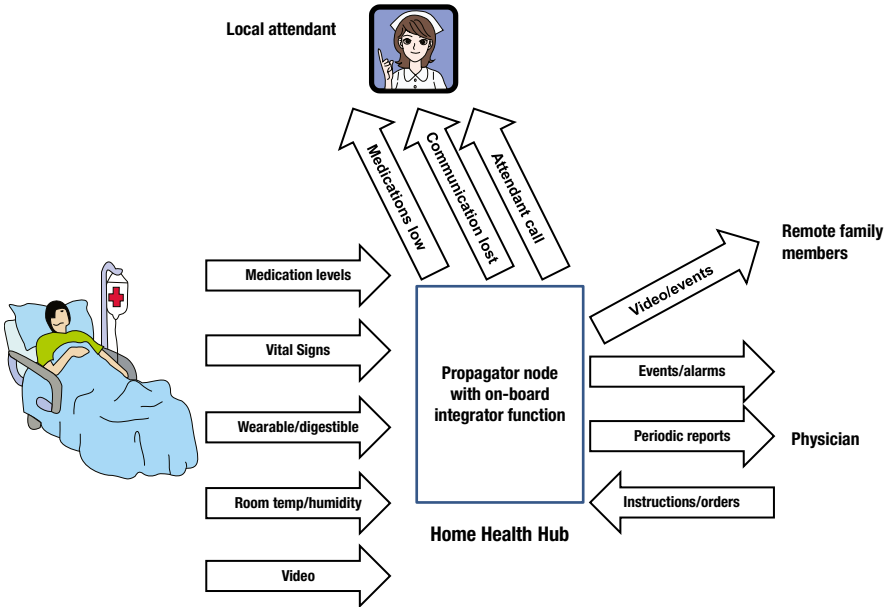 Local attendant
Medications low
Communication lost
Attendant call
Remote family
members
Video/events
Medication levels
Vital Signs
Wearable/digestible
Room temp/humidity
Video
Propagator node
with on-board
integrator function
Home Health Hub
Events/alarms
Periodic reports
Physician
Instructions/orders